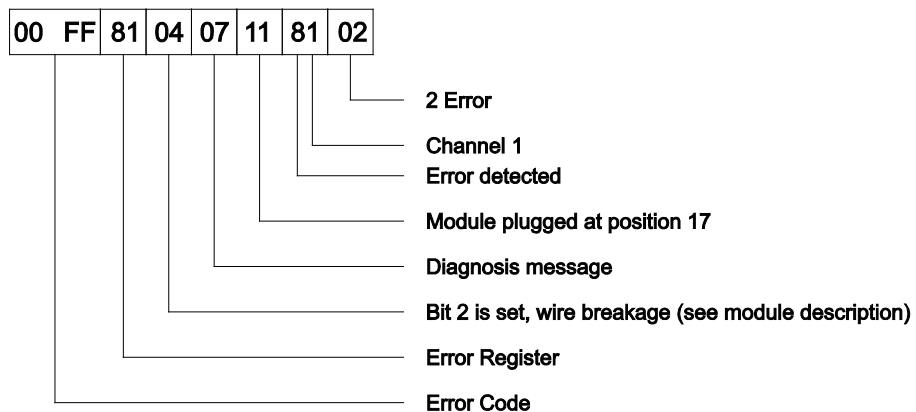 00 FF 81 04 07 11 81 02
2 Error
Channel 1
Error detected
Module plugged at position 17
Diagnosis message
Bit 2 is set, wire breakage (see module description)
Error Register
Error Code